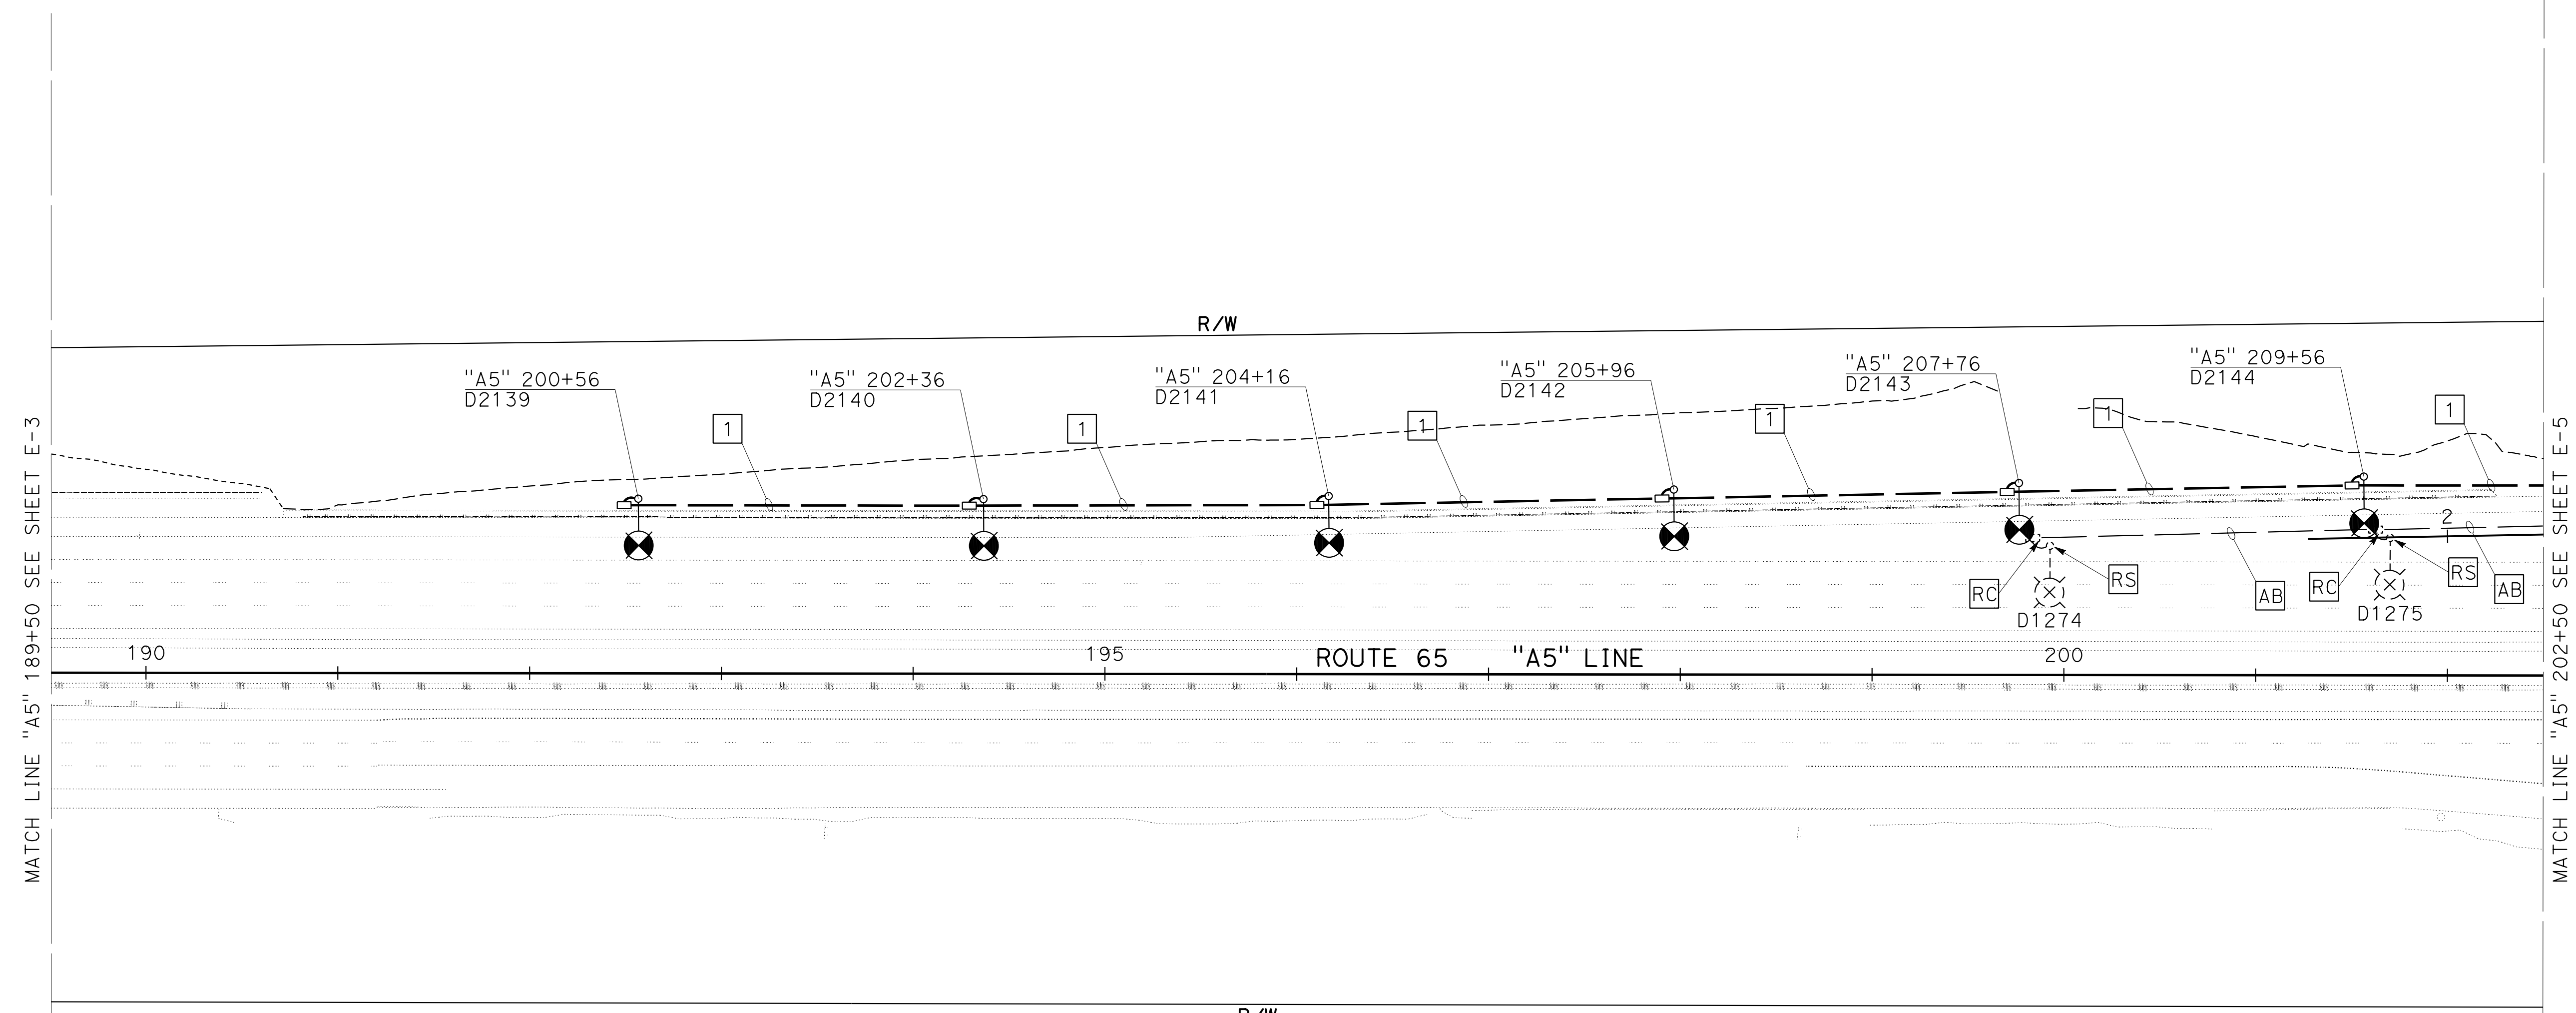 R/W
"A5" 200+56
D2139
"A5" 202+36
D2140
"A5" 204+16
D2141
"A5" 205+96
D2142
"A5" 207+76
D2143
"A5" 209+56
D2144
1
1
1
1
1
1
2
RC
RS
AB
RC
RS
AB
D1274
D1275
190
195
ROUTE 65 "A5" LINE
200
MATCH LINE "A5" 189+50 SEE SHEET E-3
MATCH LINE "A5" 202+50 SEE SHEET E-5
R/W